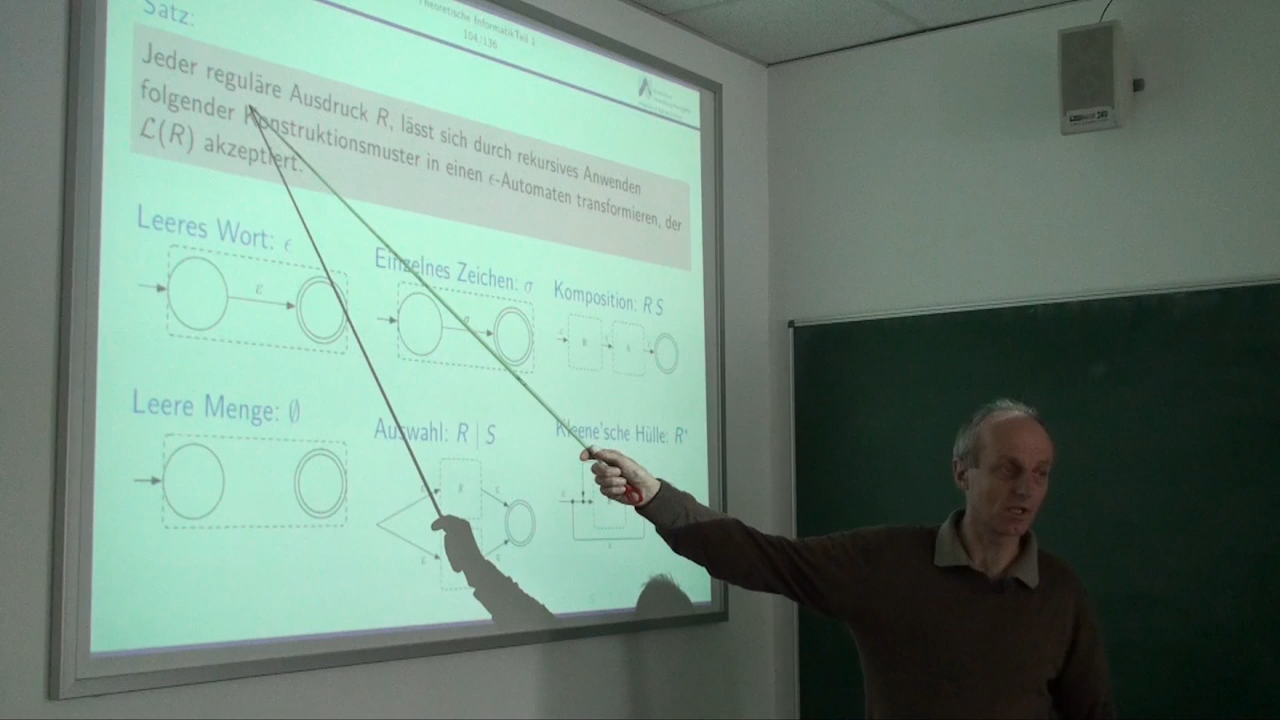 Theoretische Informatik Teil 1
104/136
Satz:
Jeder reguläre Ausdruck R, lässt sich durch rekursives Anwenden
folgender Konstruktionsmuster in einen ϵ-Automaten transformieren, der
L(R) akzeptiert.
Leeres Wort: ϵ
Einzelnes Zeichen: σ
Komposition: R S
ε
σ
Leere Menge: ∅
Auswahl: R | S
Kleene'sche Hülle: R*